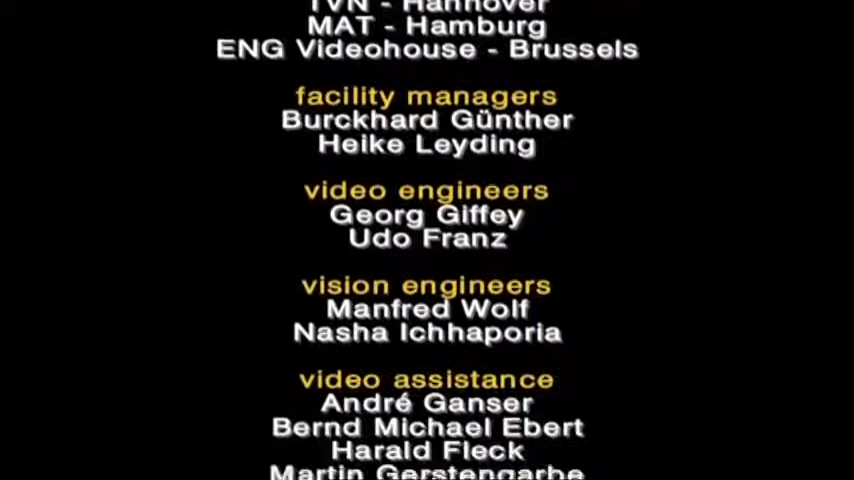 TVN - Hannover
MAT - Hamburg
ENG Videohouse - Brussels
facility managers
Burckhard Günther
Heike Leyding
video engineers
Georg Giffey
Udo Franz
vision engineers
Manfred Wolf
Nasha Ichhaporia
video assistance
André Ganser
Bernd Michael Ebert
Harald Fleck
Martin Gerstengarbe